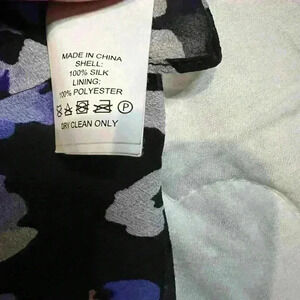 MADE IN CHINA
SHELL:
100% SILK
LINING:
100% POLYESTER
P
DRY CLEAN ONLY